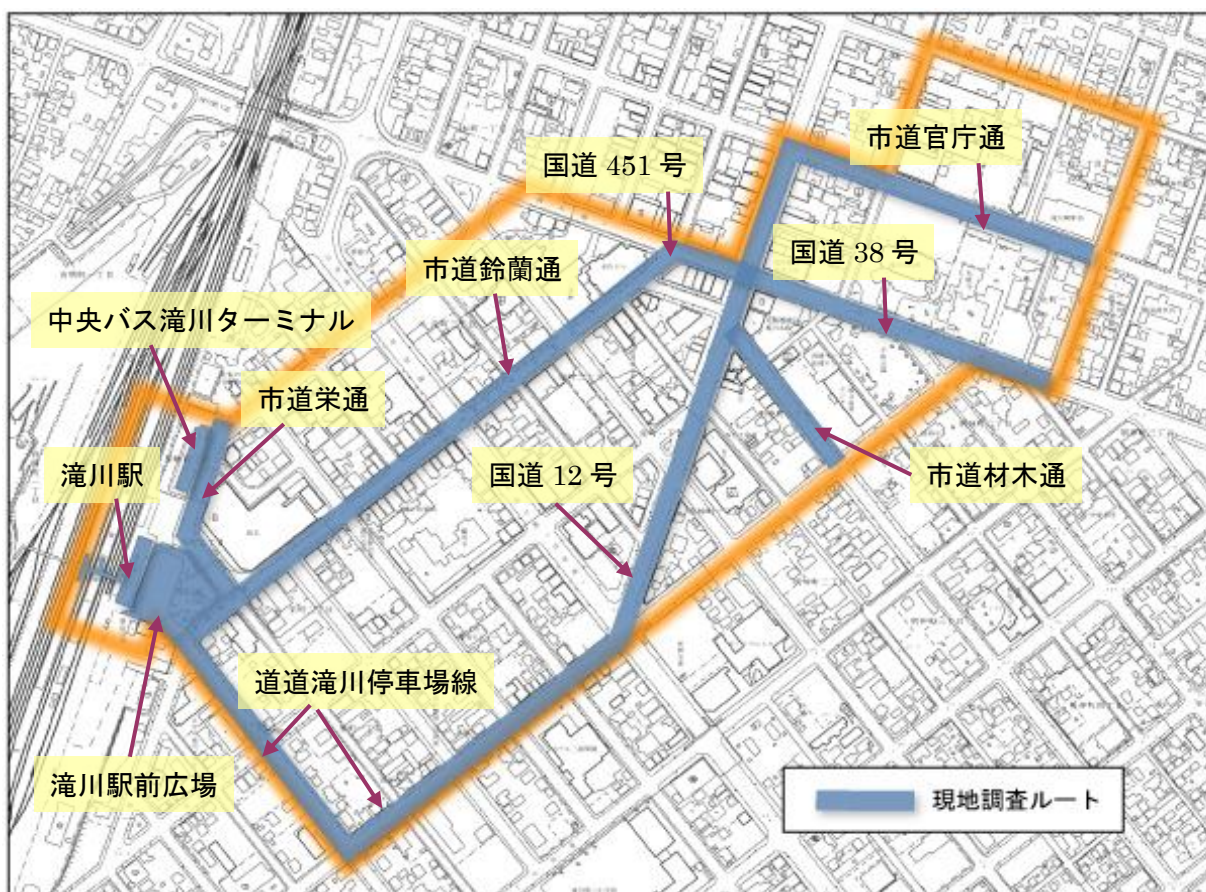 市道官庁通
国道 451 号
国道 38 号
市道鈴蘭通
中央バス滝川ターミナル
市道栄通
滝川駅
国道 12 号
市道材木通
道道滝川停車場線
滝川駅前広場
現地調査ルート